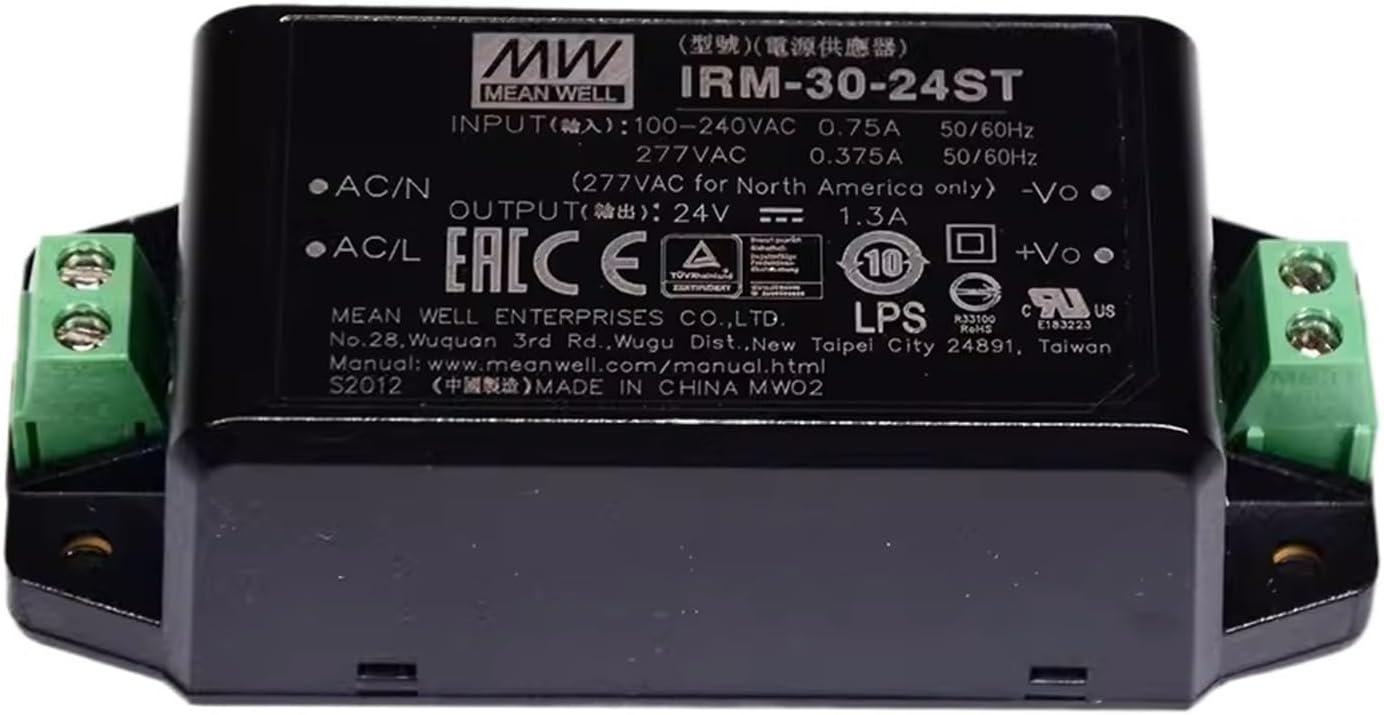 MW
MEAN WELL
(型號)(電源供應器)
IRM-30-24ST
INPUT(輸入):100-240VAC 0.75A 50/60Hz
277VAC 0.375A 50/60Hz
(277VAC for North America only)
AC/N
-Vo
OUTPUT(輸出): 24V 1.3A
AC/L
+Vo
EAC CE
TÜVRheinland
ZERTIFIZIERT
10
LPS
R33100
RoHS
c RU US
E183223
MEAN WELL ENTERPRISES CO.,LTD.
No.28,Wuquan 3rd Rd.,Wugu Dist.,New Taipei City 24891, Taiwan
Manual: www.meanwell.com/manual.html
S2012 (中國製造)MADE IN CHINA MW02